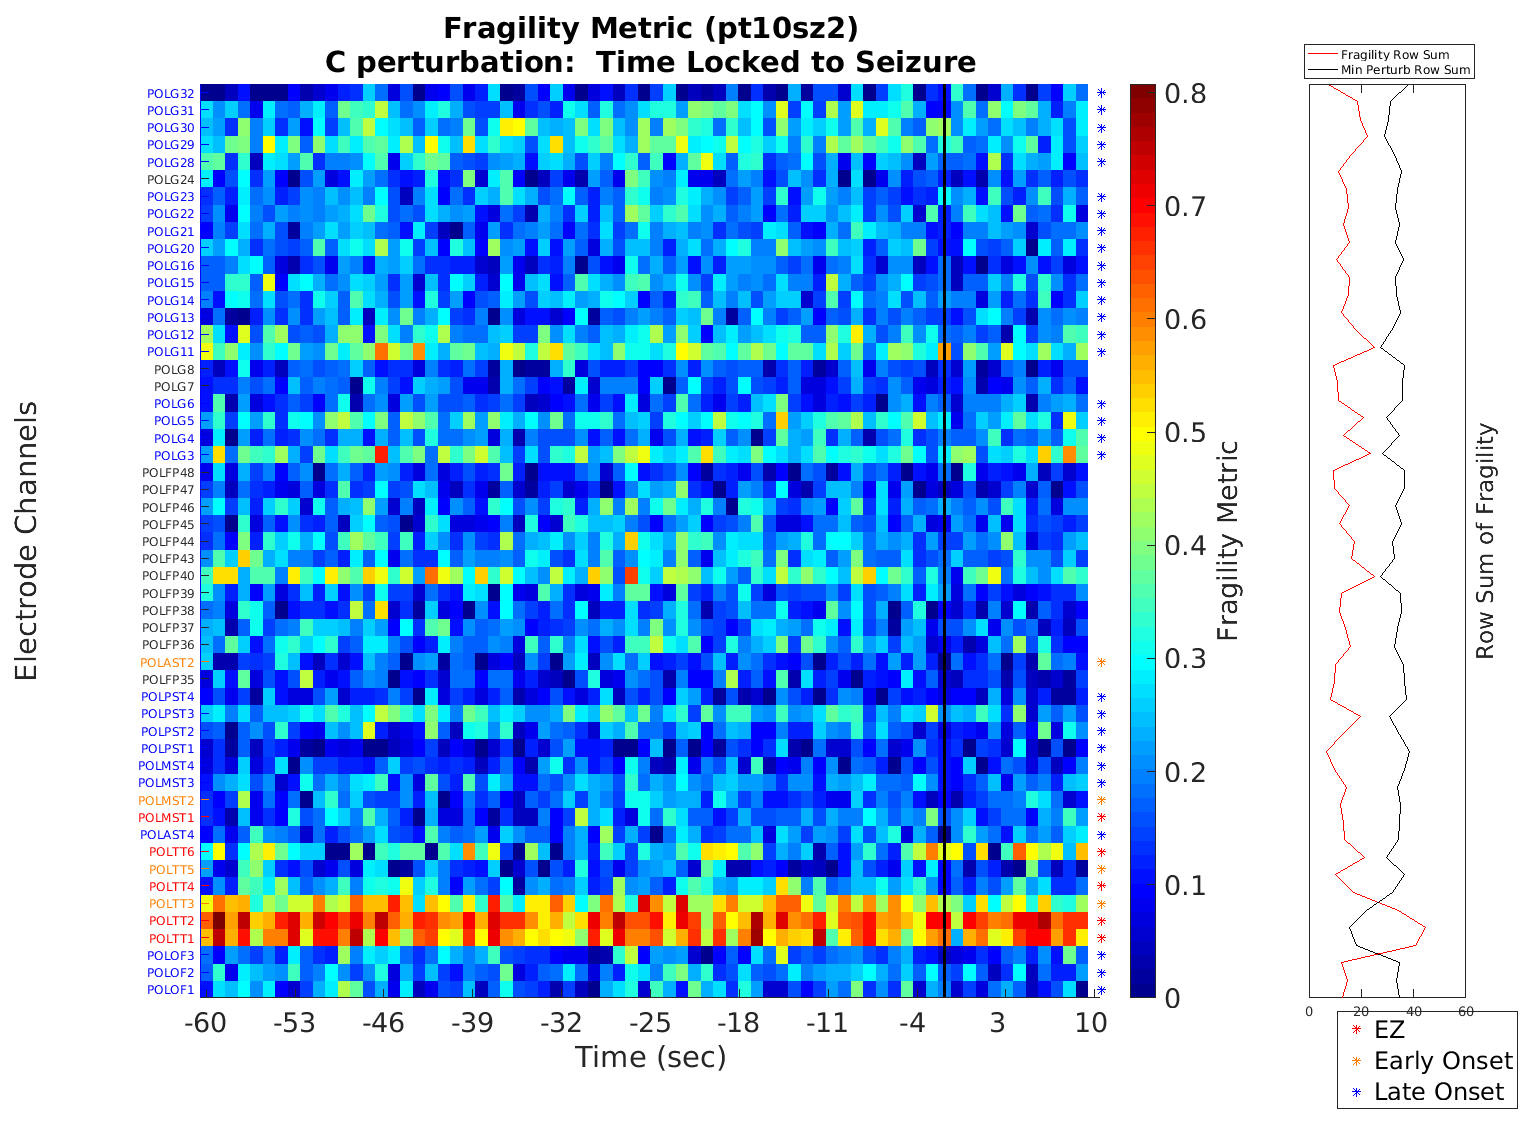 Fragility Metric (pt10sz2)
C perturbation:  Time Locked to Seizure
Fragility Row Sum
Min Perturb Row Sum
Electrode Channels
POLG32
POLG31
POLG30
POLG29
POLG28
POLG24
POLG23
POLG22
POLG21
POLG20
POLG16
POLG15
POLG14
POLG13
POLG12
POLG11
POLG8
POLG7
POLG6
POLG5
POLG4
POLG3
POLFP48
POLFP47
POLFP46
POLFP45
POLFP44
POLFP43
POLFP40
POLFP39
POLFP38
POLFP37
POLFP36
POLAST2
POLFP35
POLPST4
POLPST3
POLPST2
POLPST1
POLMST4
POLMST3
POLMST2
POLMST1
POLAST4
POLTT6
POLTT5
POLTT4
POLTT3
POLTT2
POLTT1
POLOF3
POLOF2
POLOF1
-60 -53 -46 -39 -32 -25 -18 -11 -4 3 10
Time (sec)
0.8
0.7
0.6
0.5
0.4
0.3
0.2
0.1
0
Fragility Metric
0 20 40 60
Row Sum of Fragility
EZ
Early Onset
Late Onset